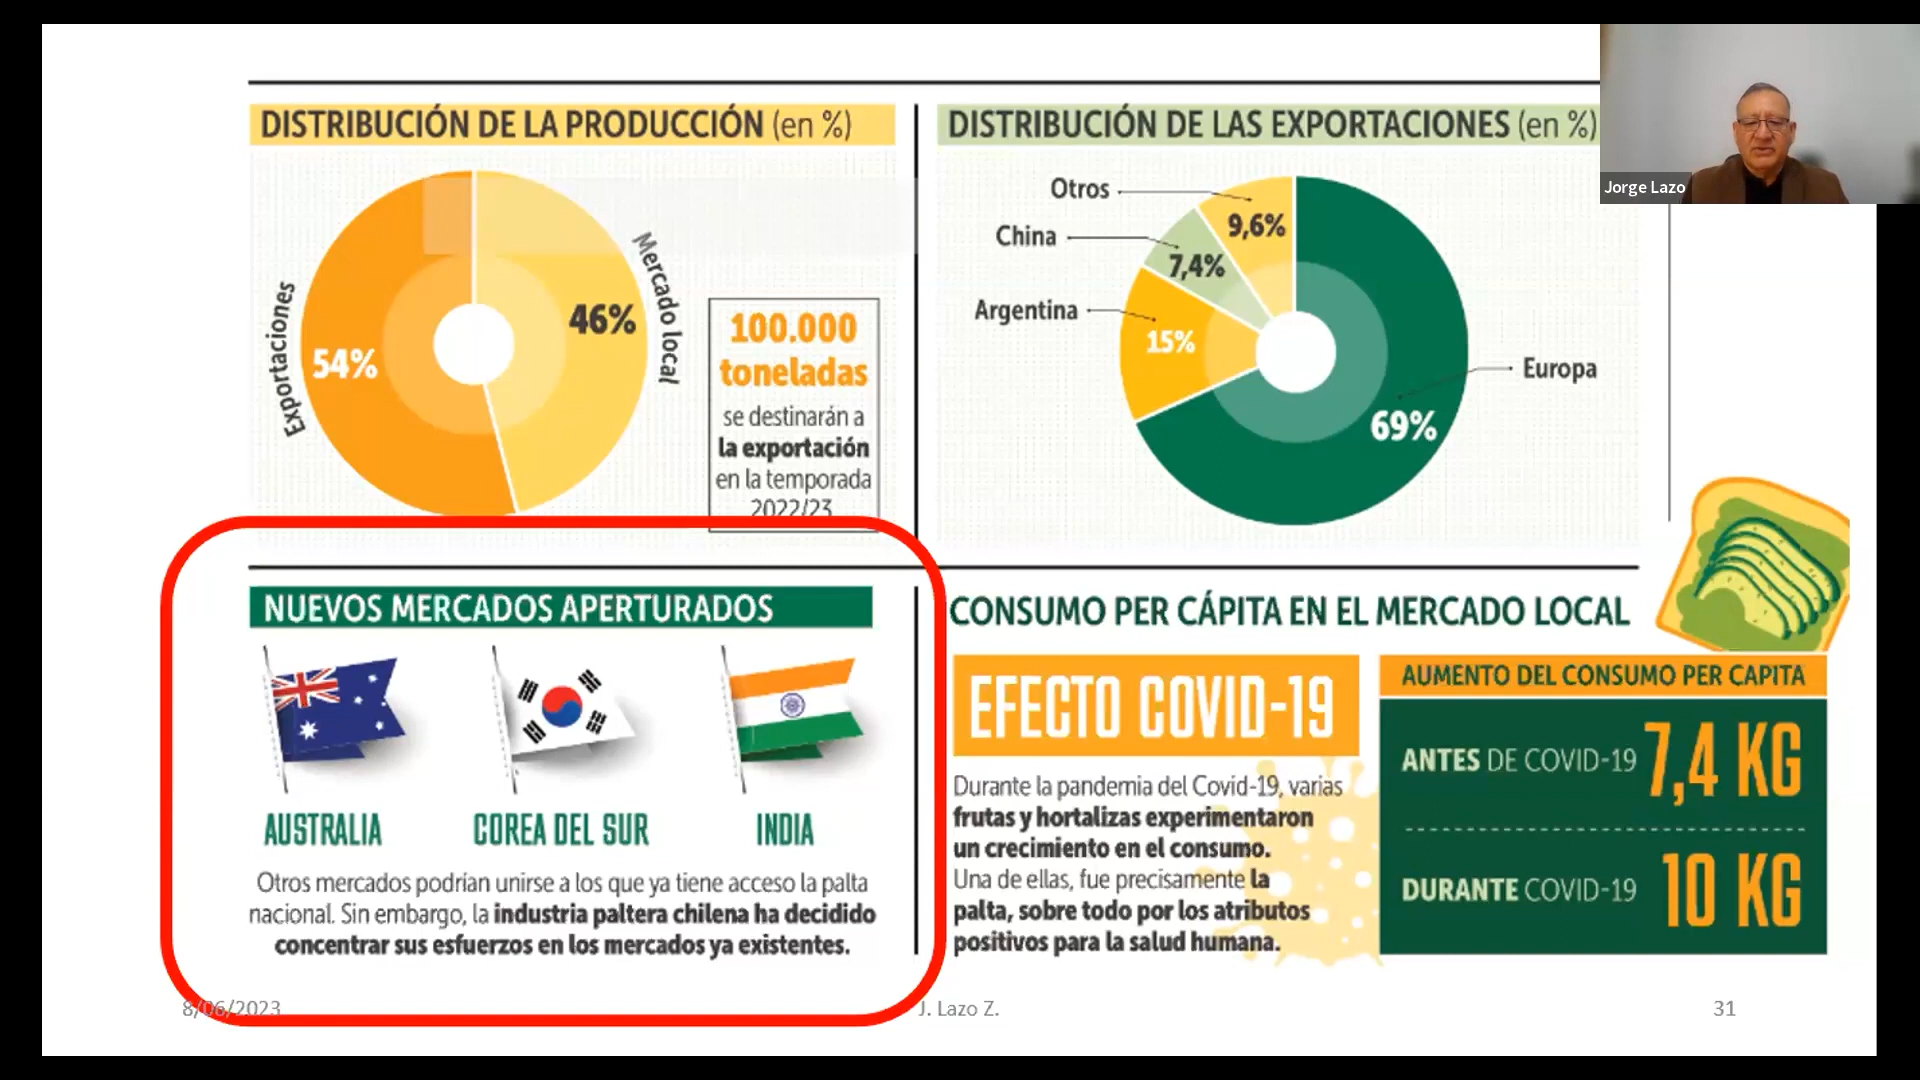 DISTRIBUCIÓN DE LA PRODUCCIÓN (en %)
Exportaciones
54%
46%
Mercado local
100.000
toneladas
se destinarán a
la exportación
en la temporada
2022/23
DISTRIBUCIÓN DE LAS EXPORTACIONES (en %)
Otros
9,6%
China
7,4%
Argentina
15%
Europa
69%
Jorge Lazo
NUEVOS MERCADOS APERTURADOS
AUSTRALIA
COREA DEL SUR
INDIA
Otros mercados podrían unirse a los que ya tiene acceso la palta
nacional. Sin embargo, la industria paltera chilena ha decidido
concentrar sus esfuerzos en los mercados ya existentes.
CONSUMO PER CÁPITA EN EL MERCADO LOCAL
EFECTO COVID-19
Durante la pandemia del Covid-19, varias
frutas y hortalizas experimentaron
un crecimiento en el consumo.
Una de ellas, fue precisamente la
palta, sobre todo por los atributos
positivos para la salud humana.
AUMENTO DEL CONSUMO PER CAPITA
ANTES DE COVID-19 7,4 KG
DURANTE COVID-19 10 KG
8/06/2023
J. Lazo Z.
31